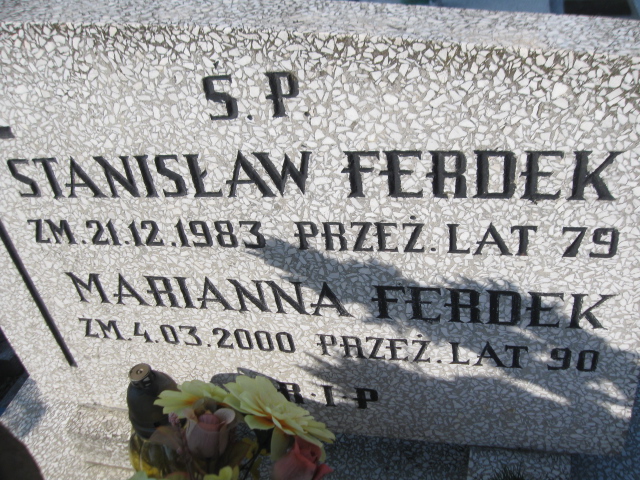 Ś.P.
STANISŁAW FERDEK
ZM. 21.12.1983 PRZEŻ. LAT 79
MARIANNA FERDEK
ZM. 4.03.2000 PRZEŻ. LAT 90
R·I·P